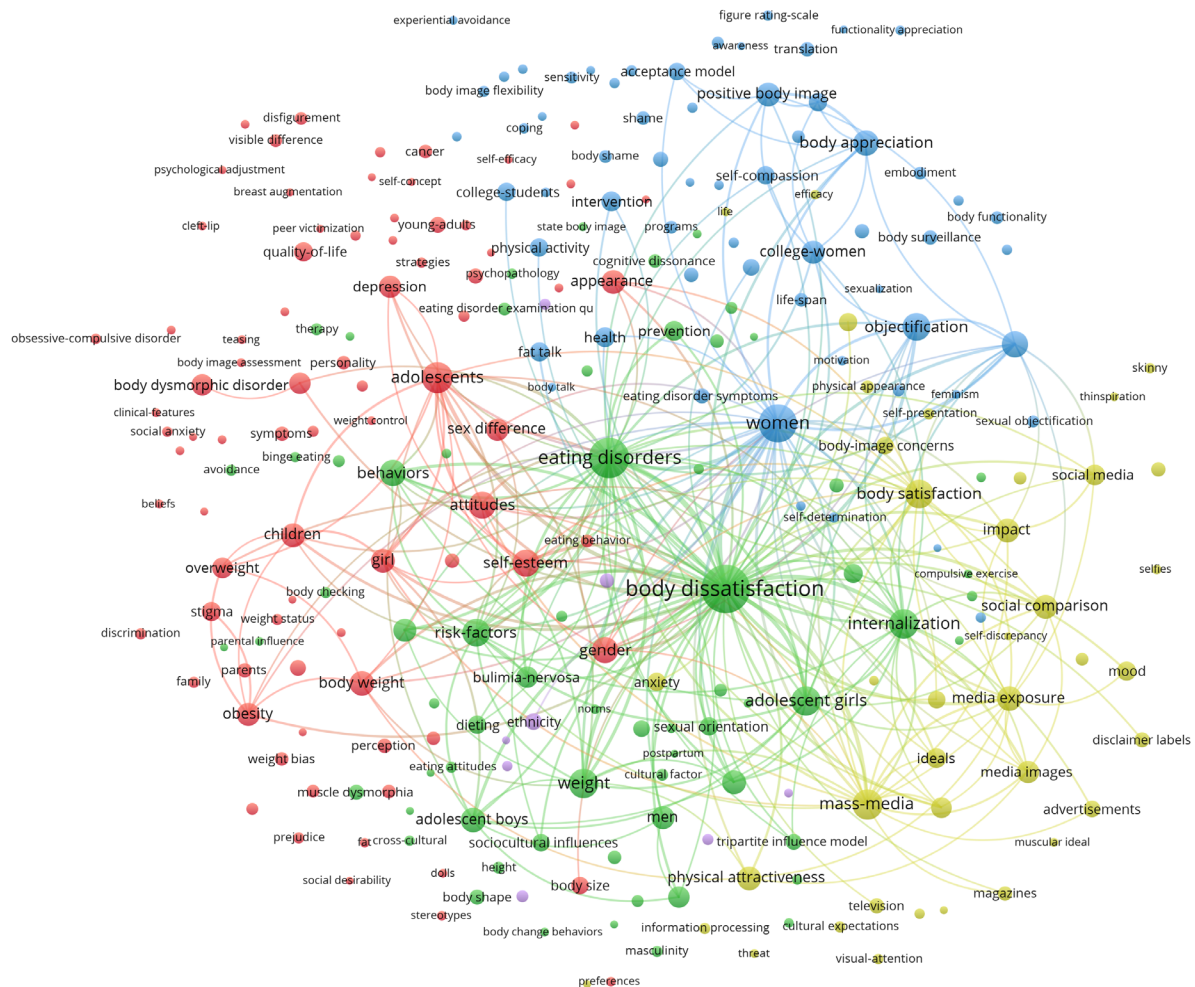 figure rating-scale
experiential avoidance
functionality appreciation
awareness
translation
acceptance model
sensitivity
body image flexibility
positive body image
disfigurement
shame
coping
visible difference
body appreciation
cancer
self-efficacy
body shame
psychological adjustment
self-compassion
embodiment
self-concept
breast augmentation
college-students
efficacy
intervention
life
body functionality
cleft-lip
peer victimization
young-adults
state body image
programs
body surveillance
quality-of-life
physical activity
college-women
strategies
cognitive dissonance
psychopathology
appearance
depression
sexualization
life-span
eating disorder examination qu
therapy
prevention
objectification
obsessive-compulsive disorder
teasing
health
fat talk
body image assessment
personality
motivation
skinny
adolescents
body dysmorphic disorder
body talk
physical appearance
feminism
thinspiration
eating disorder symptoms
clinical-features
weight control
self-presentation
sexual objectification
social anxiety
symptoms
sex difference
women
body-image concerns
binge eating
eating disorders
avoidance
behaviors
social media
body satisfaction
beliefs
attitudes
self-determination
impact
children
eating behavior
girl
self-esteem
overweight
selfies
compulsive exercise
body checking
body dissatisfaction
social comparison
stigma
weight status
internalization
discrimination
risk-factors
self-discrepancy
parental influence
gender
parents
bulimia-nervosa
mood
family
body weight
anxiety
adolescent girls
media exposure
norms
obesity
ethnicity
dieting
sexual orientation
disclaimer labels
perception
postpartum
weight bias
ideals
eating attitudes
cultural factor
media images
weight
muscle dysmorphia
mass-media
advertisements
adolescent boys
men
prejudice
fat
cross-cultural
sociocultural influences
tripartite influence model
muscular ideal
height
social desirability
dolls
body size
physical attractiveness
body shape
magazines
television
stereotypes
information processing
cultural expectations
body change behaviors
masculinity
threat
visual-attention
preferences